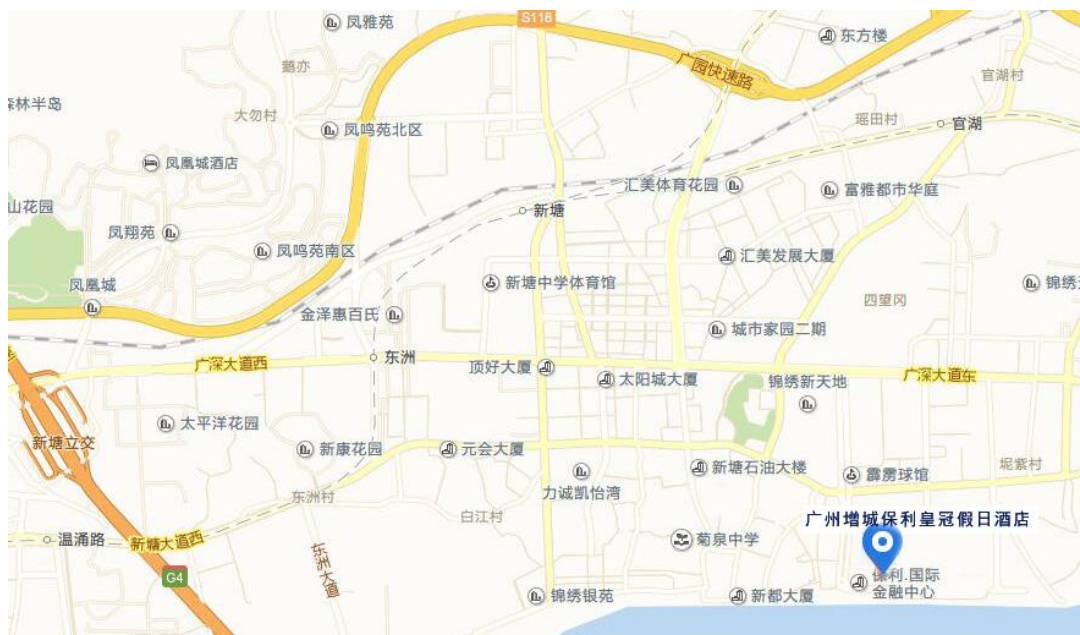 凤雅苑
S118
东方楼
鹅亦
广园快速路
官湖村
森林半岛
大勿村
凤鸣苑北区
瑶田村
官湖
凤凰城酒店
汇美体育花园
富雅都市华庭
山花园
新塘
凤翔苑
凤鸣苑南区
汇美发展大厦
凤凰城
新塘中学体育馆
锦绣
四望冈
金泽惠百氏
城市家园二期
东洲
广深大道西
顶好大厦
太阳城大厦
广深大道东
锦绣新天地
太平洋花园
新塘立交
新康花园
元会大厦
新塘石油大楼
霹雳球馆
坭紫村
力诚凯怡湾
东洲村
白江村
广州增城保利皇冠假日酒店
温涌路
新塘大道西
菊泉中学
东洲大道
G4
保利.国际
金融中心
锦绣银苑
新都大厦